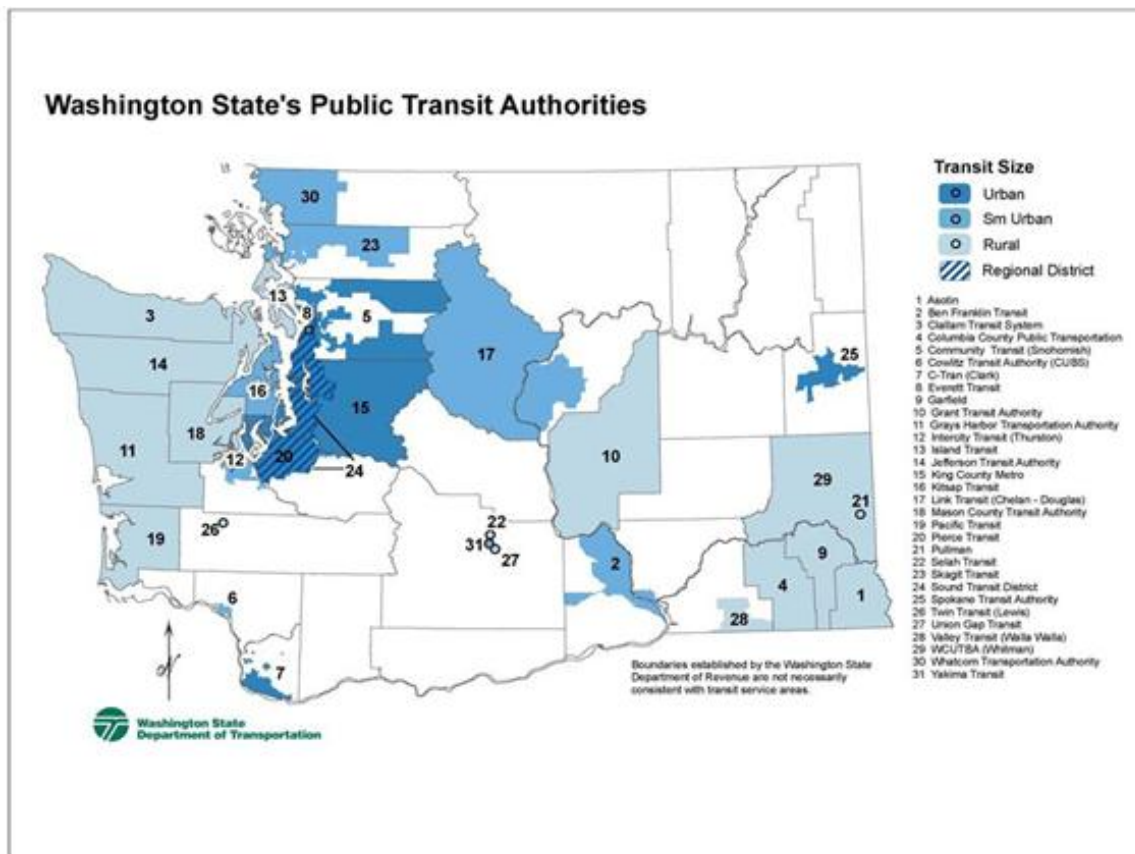 Washington State's Public Transit Authorities
Transit Size
Urban
Sm Urban
Rural
Regional District
1 Asotin
2 Ben Franklin Transit
3 Clallam Transit System
4 Columbia County Public Transportation
5 Community Transit (Snohomish)
6 Cowlitz Transit Authority (CUBS)
7 C-Tran (Clark)
8 Everett Transit
9 Garfield
10 Grant Transit Authority
11 Grays Harbor Transportation Authority
12 Intercity Transit (Thurston)
13 Island Transit
14 Jefferson Transit Authority
15 King County Metro
16 Kitsap Transit
17 Link Transit (Chelan - Douglas)
18 Mason County Transit Authority
19 Pacific Transit
20 Pierce Transit
21 Pullman
22 Selah Transit
23 Skagit Transit
24 Sound Transit District
25 Spokane Transit Authority
26 Twin Transit (Lewis)
27 Union Gap Transit
28 Valley Transit (Walla Walla)
29 WCUTBA (Whitman)
30 Whatcom Transportation Authority
31 Yakima Transit
30
23
13
3
8
5
14
17
25
16
15
18
11
12
20
24
10
29
21
26
22
31
27
19
2
9
6
4
1
28
7
Boundaries established by the Washington State
Department of Revenue are not necessarily
consistent with transit service areas.
N
Washington State
Department of Transportation